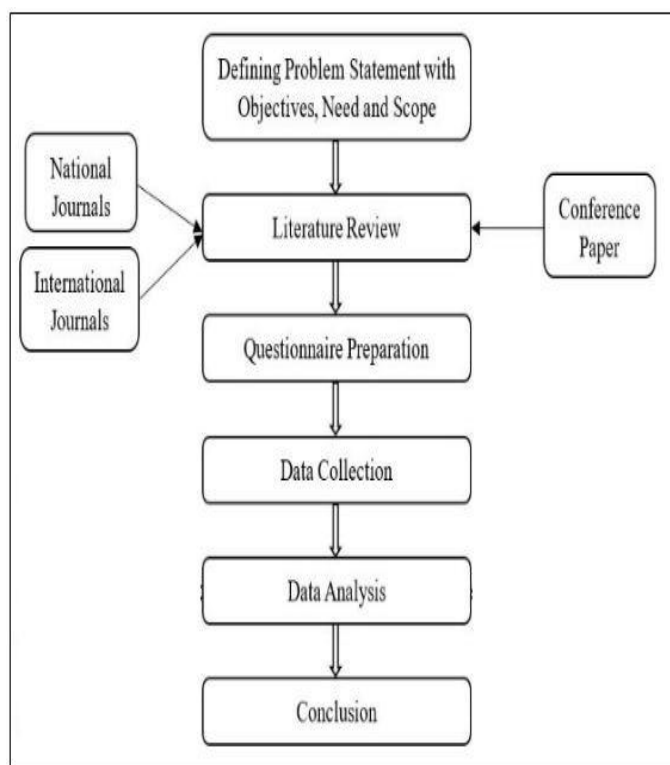 Defining Problem Statement with
Objectives, Need and Scope
National
Journals
Literature Review
Conference
Paper
International
Journals
Questionnaire Preparation
Data Collection
Data Analysis
Conclusion